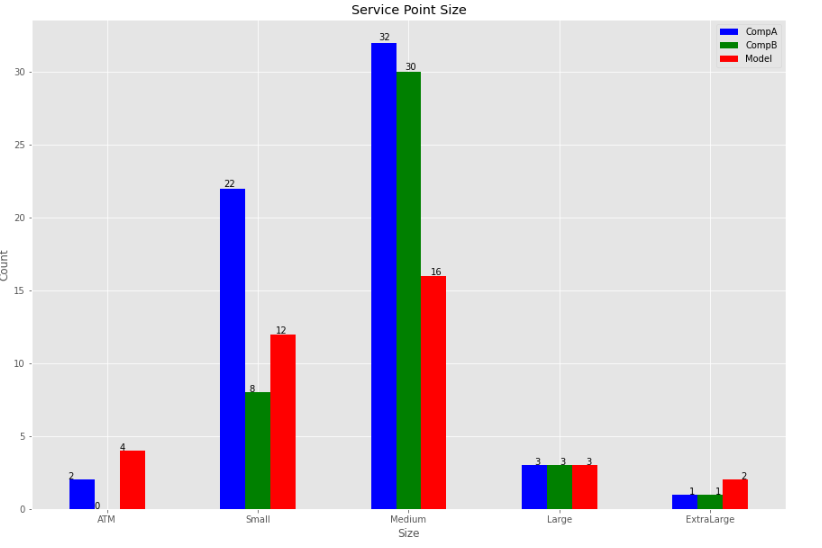 Service Point Size
CompA
CompB
Model
Count
30
25
20
15
10
5
0
2
0
4
22
8
12
32
30
16
3
3
3
1
1
2
ATM
Small
Medium
Large
ExtraLarge
Size